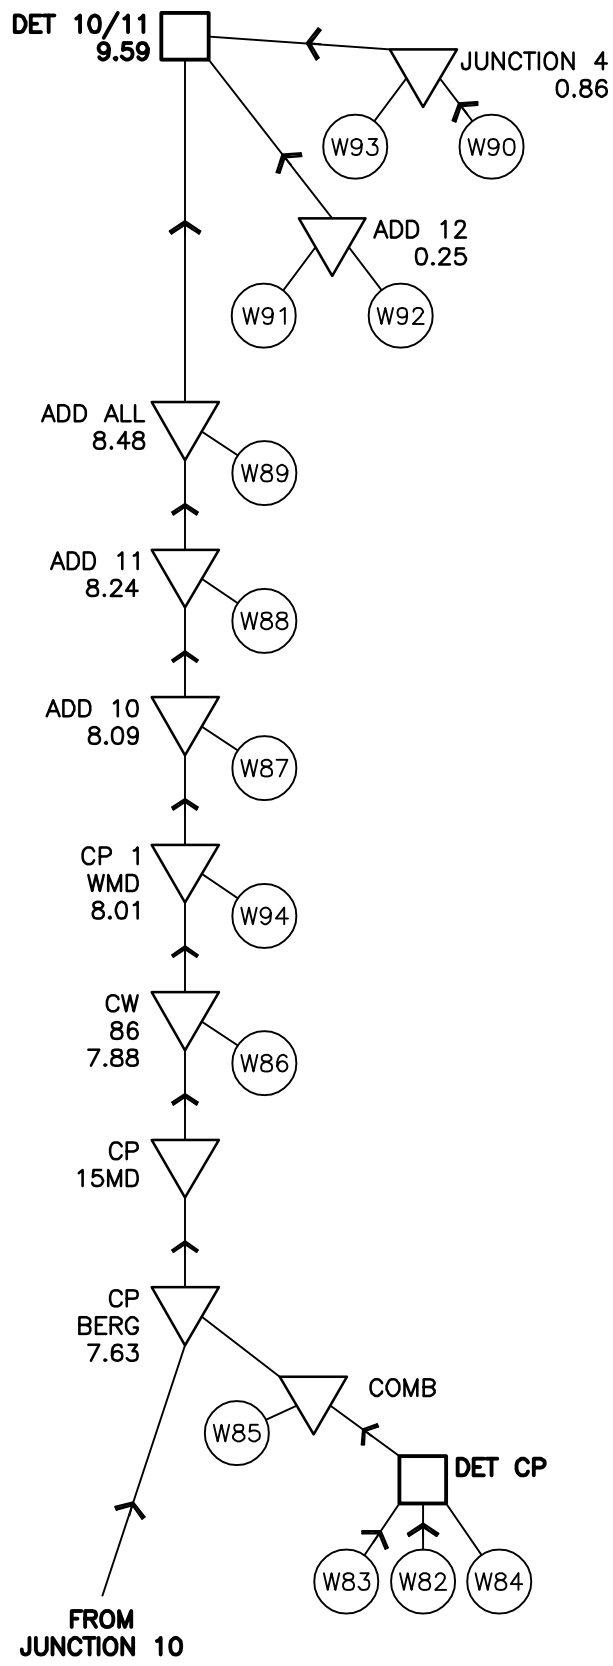 DET 10/11
9.59
JUNCTION 4
0.86
W93
W90
ADD 12
0.25
W91
W92
ADD ALL
8.48
W89
ADD 11
8.24
W88
ADD 10
8.09
W87
CP 1
WMD
8.01
W94
CW
86
7.88
W86
CP
15MD
CP
BERG
7.63
COMB
W85
DET CP
W83
W82
W84
FROM
JUNCTION 10